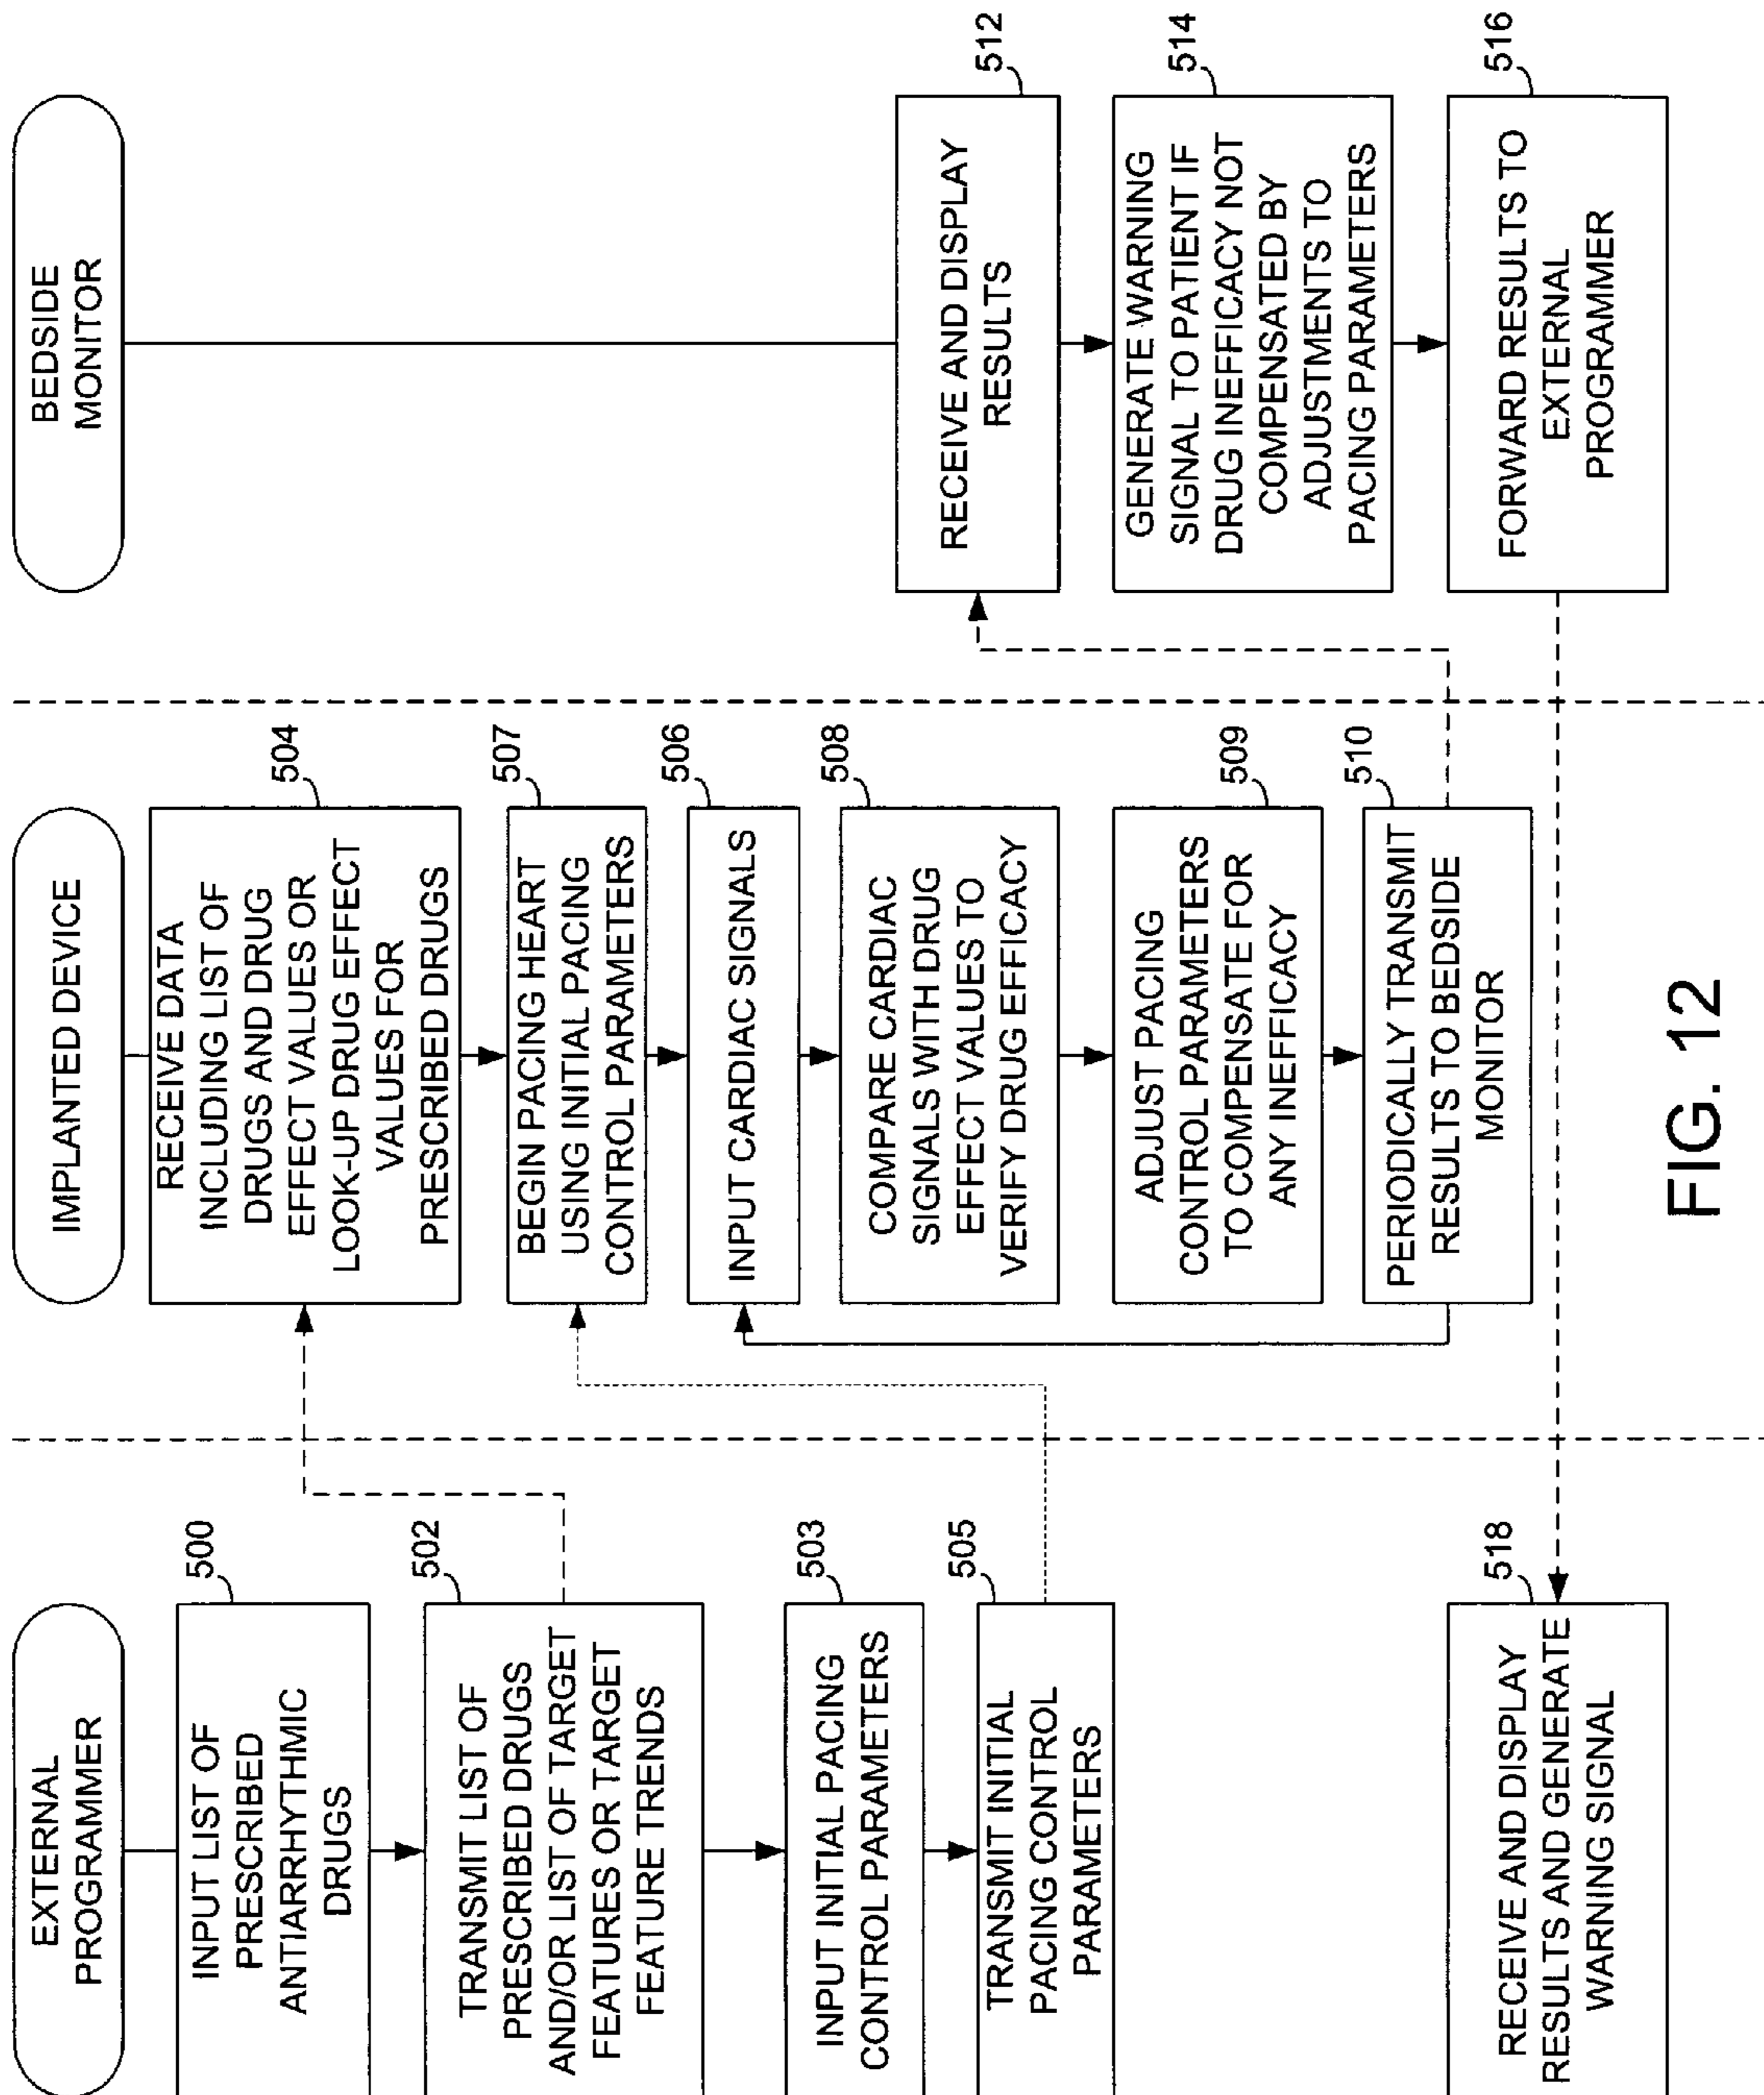 EXTERNAL
PROGRAMMER
500
INPUT LIST OF
PRESCRIBED
ANTIARRHYTHMIC
DRUGS
502
TRANSMIT LIST OF
PRESCRIBED DRUGS
AND/OR LIST OF TARGET
FEATURES OR TARGET
FEATURE TRENDS
503
INPUT INITIAL PACING
CONTROL PARAMETERS
505
TRANSMIT INITIAL
PACING CONTROL
PARAMETERS
518
RECEIVE AND DISPLAY
RESULTS AND GENERATE
WARNING SIGNAL
IMPLANTED DEVICE
504
RECEIVE DATA
INCLUDING LIST OF
DRUGS AND DRUG
EFFECT VALUES OR
LOOK-UP DRUG EFFECT
VALUES FOR
PRESCRIBED DRUGS
507
BEGIN PACING HEART
USING INITIAL PACING
CONTROL PARAMETERS
506
INPUT CARDIAC SIGNALS
508
COMPARE CARDIAC
SIGNALS WITH DRUG
EFFECT VALUES TO
VERIFY DRUG EFFICACY
509
ADJUST PACING
CONTROL PARAMETERS
TO COMPENSATE FOR
ANY INEFFICACY
510
PERIODICALLY TRANSMIT
RESULTS TO BEDSIDE
MONITOR
BEDSIDE
MONITOR
512
RECEIVE AND DISPLAY
RESULTS
514
GENERATE WARNING
SIGNAL TO PATIENT IF
DRUG INEFFICACY NOT
COMPENSATED BY
ADJUSTMENTS TO
PACING PARAMETERS
516
FORWARD RESULTS TO
EXTERNAL
PROGRAMMER
FIG. 12